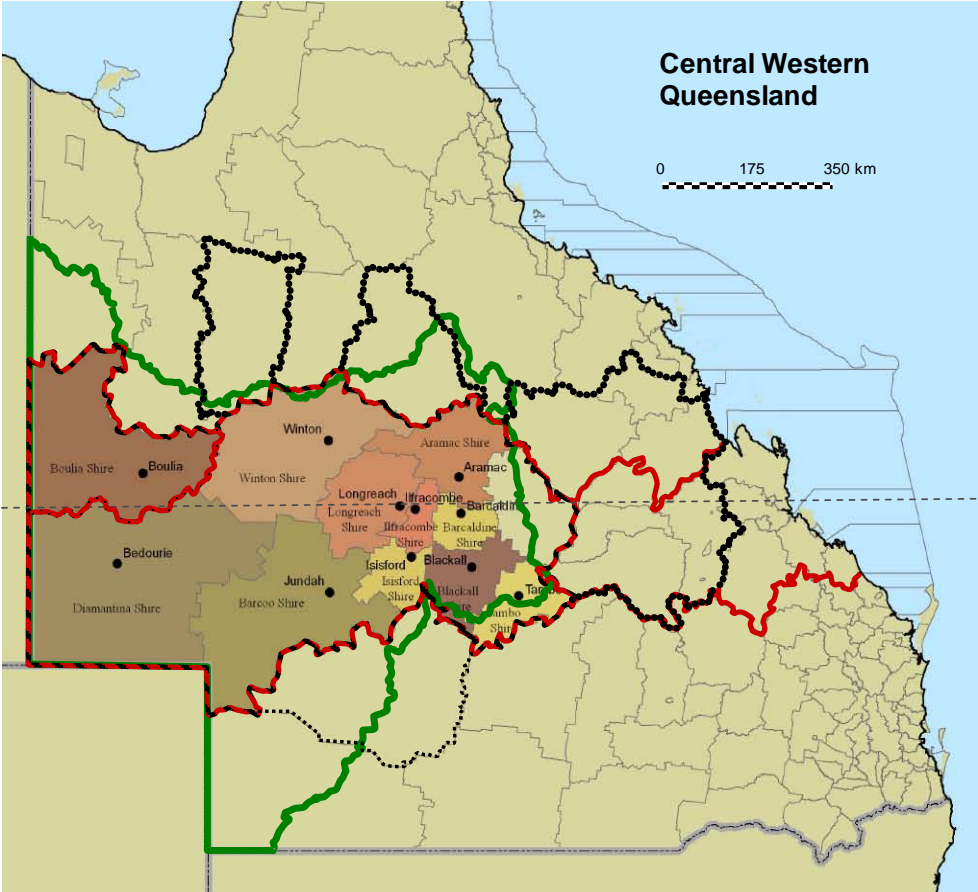 Central Western
Queensland
0 175 350 km
Winton
Aramac Shire
Boulia Shire
Boulia
Winton Shire
Aramac
Longreach
Ilfracombe
Barcaldin
Longreach
Shire
Ilfracombe
Shire
Barcaldine
Shire
Bedourie
Isisford
Blackall
Jundah
Isisford
Shire
Blackall
Diamantina Shire
Barcoo Shire